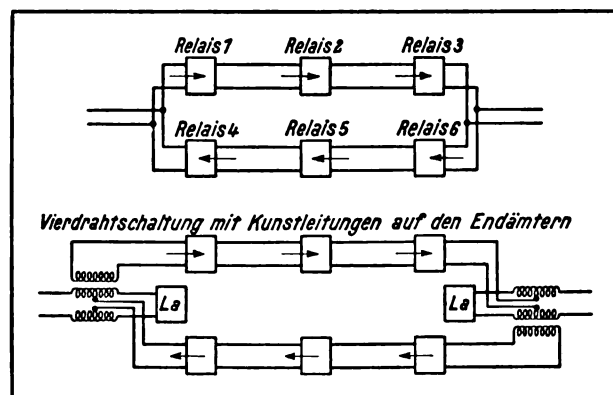 Relais 1 Relais 2 Relais 3
Relais 4 Relais 5 Relais 6
Vierdrahtschaltung mit Kunstleitungen auf den Endämtern
La La